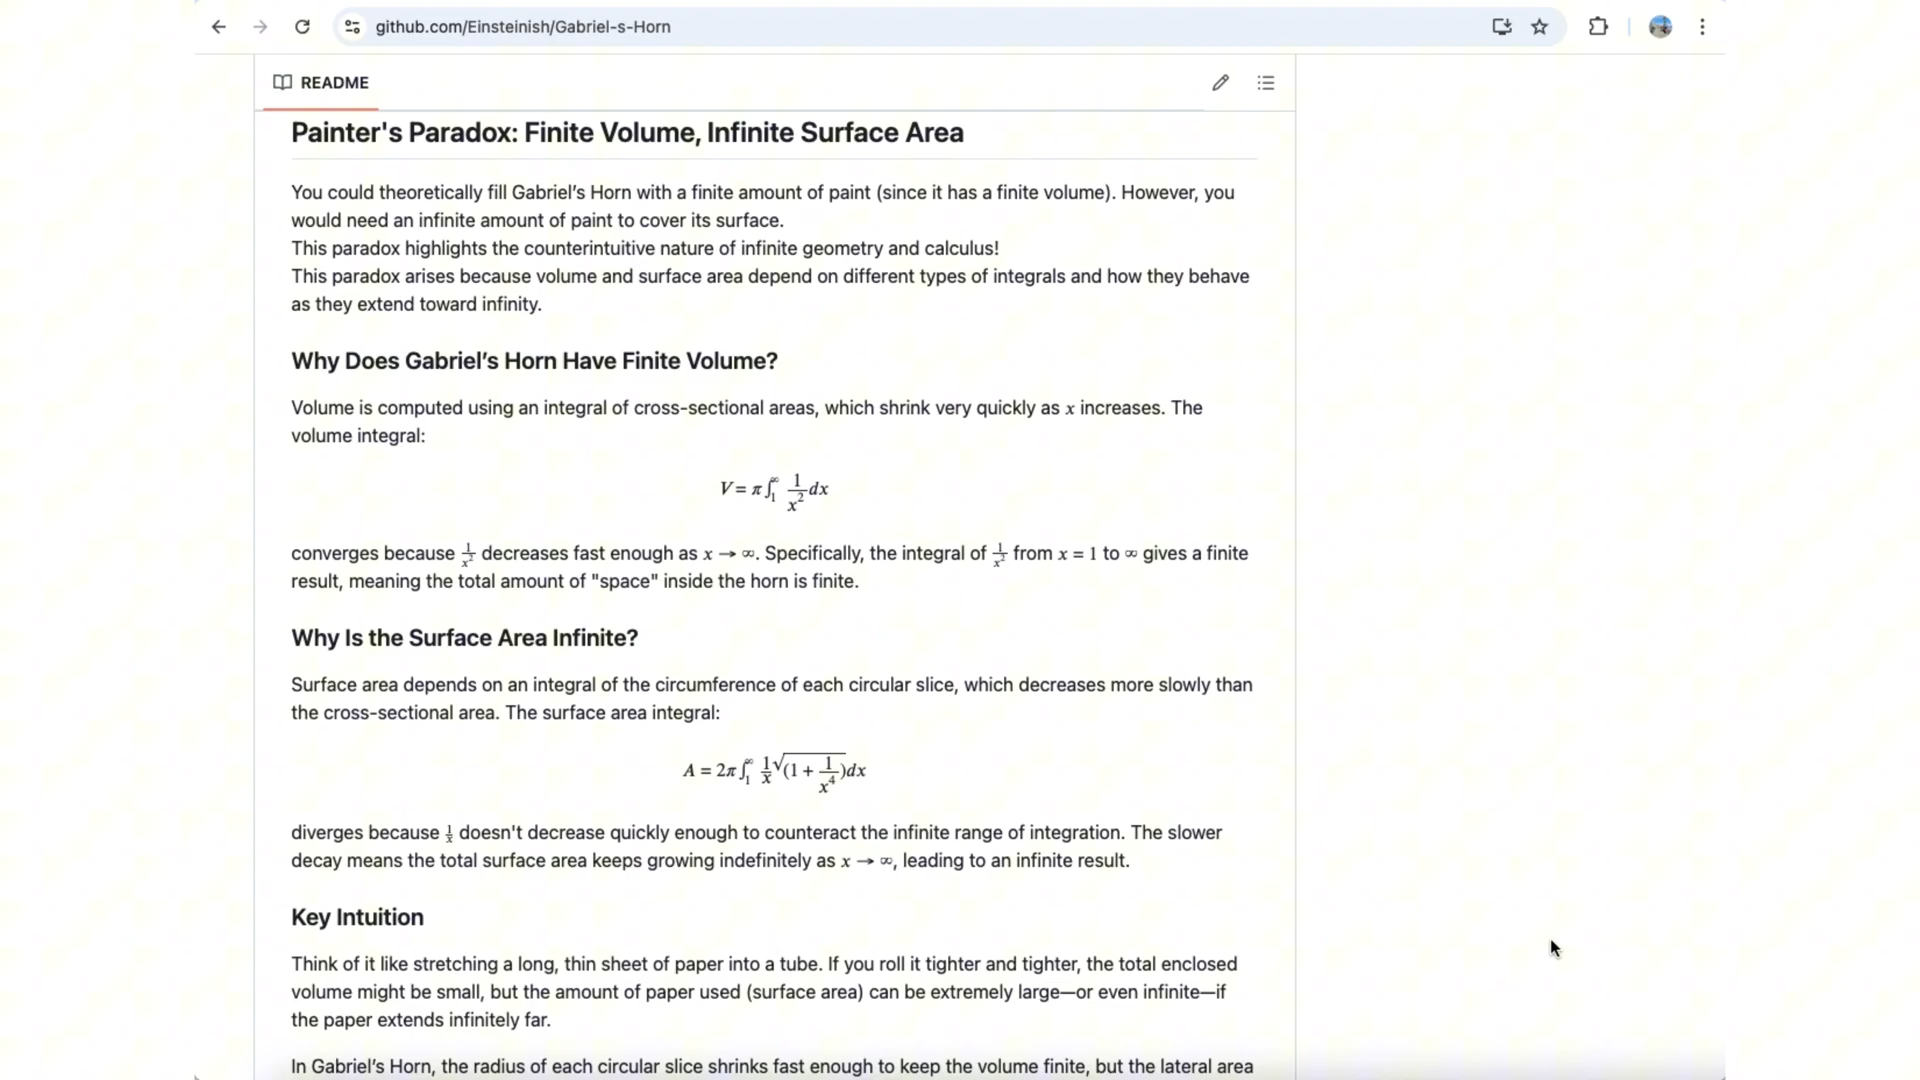 github.com/Einsteinish/Gabriel-s-Horn
README
Painter's Paradox: Finite Volume, Infinite Surface Area
You could theoretically fill Gabriel’s Horn with a finite amount of paint (since it has a finite volume). However, you
would need an infinite amount of paint to cover its surface.
This paradox highlights the counterintuitive nature of infinite geometry and calculus!
This paradox arises because volume and surface area depend on different types of integrals and how they behave
as they extend toward infinity.
Why Does Gabriel’s Horn Have Finite Volume?
Volume is computed using an integral of cross-sectional areas, which shrink very quickly as x increases. The
volume integral:
V = π ∫₁^∞ 1/x² dx
converges because 1/x² decreases fast enough as x → ∞. Specifically, the integral of 1/x² from x = 1 to ∞ gives a finite
result, meaning the total amount of "space" inside the horn is finite.
Why Is the Surface Area Infinite?
Surface area depends on an integral of the circumference of each circular slice, which decreases more slowly than
the cross-sectional area. The surface area integral:
A = 2π ∫₁^∞ 1/x √(1 + 1/x⁴)dx
diverges because 1/x doesn't decrease quickly enough to counteract the infinite range of integration. The slower
decay means the total surface area keeps growing indefinitely as x → ∞, leading to an infinite result.
Key Intuition
Think of it like stretching a long, thin sheet of paper into a tube. If you roll it tighter and tighter, the total enclosed
volume might be small, but the amount of paper used (surface area) can be extremely large—or even infinite—if
the paper extends infinitely far.
In Gabriel’s Horn, the radius of each circular slice shrinks fast enough to keep the volume finite, but the lateral area